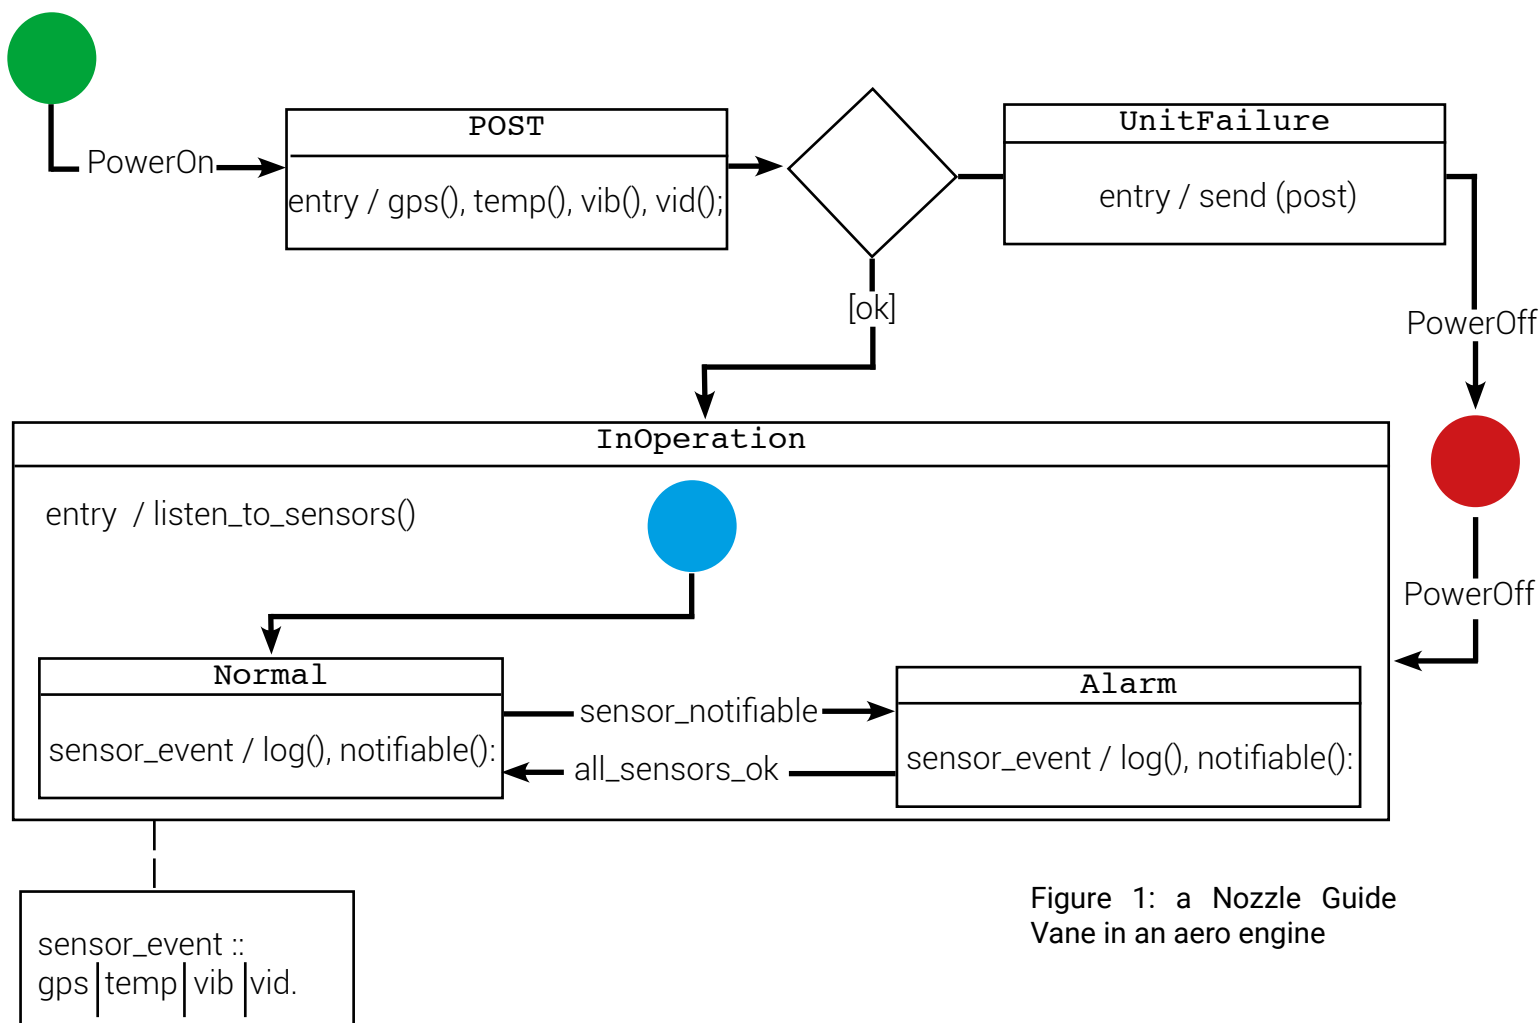 POST
UnitFailure
PowerOn
entry / gps(), temp(), vib(), vid();
entry / send (post)
[ok]
PowerOff
InOperation
entry / listen_to_sensors()
PowerOff
Normal
Alarm
sensor_notifiable
sensor_event / log(), notifiable():
all_sensors_ok
sensor_event / log(), notifiable():
Figure 1: a Nozzle Guide
Vane in an aero engine
sensor_event ::
gps|temp|vib|vid.